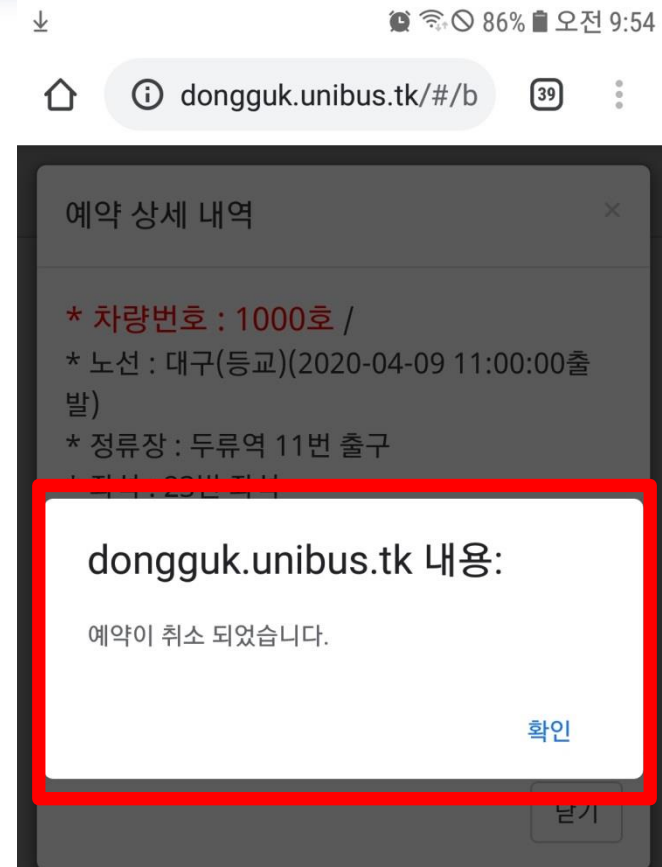 86% 오전 9:54
dongguk.unibus.tk/#/b
39
예약 상세 내역
* 차량번호 : 1000호 /
* 노선 : 대구(등교)(2020-04-09 11:00:00출
발)
* 정류장 : 두류역 11번 출구
dongguk.unibus.tk 내용:
예약이 취소 되었습니다.
확인
닫기